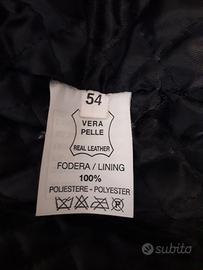 54
VERA
PELLE
REAL LEATHER
FODERA / LINING
100%
POLIESTERE - POLYESTER
subito